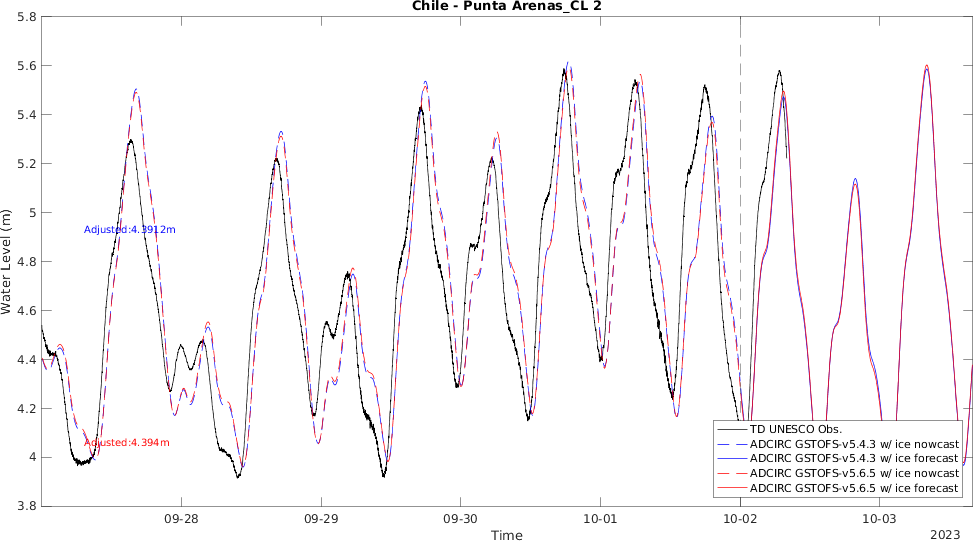 Chile - Punta Arenas_CL 2
Water Level (m)
5.8
5.6
5.4
5.2
5
4.8
4.6
4.4
4.2
4
3.8
Adjusted:4.3912m
Adjusted:4.394m
TD UNESCO Obs.
ADCIRC GSTOFS-v5.4.3 w/ ice nowcast
ADCIRC GSTOFS-v5.4.3 w/ ice forecast
ADCIRC GSTOFS-v5.6.5 w/ ice nowcast
ADCIRC GSTOFS-v5.6.5 w/ ice forecast
09-28
09-29
09-30
10-01
10-02
10-03
Time
2023